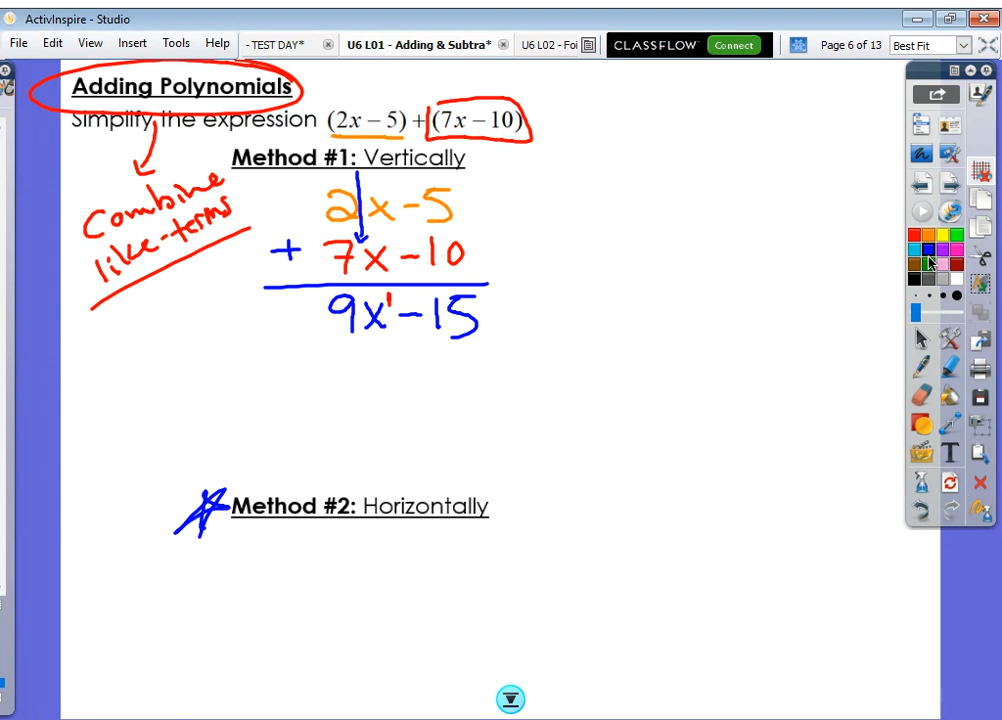 ActivInspire - Studio
File Edit View Insert Tools Help
- TEST DAY*
U6 L01 - Adding & Subtra*
U6 L02 - Foi
CLASSFLOW Connect
Page 6 of 13
Best Fit
Adding Polynomials
Simplify the expression (2x − 5) + (7x − 10)
Method #1: Vertically
Combine
like-terms
2x - 5
+ 7x - 10
9x¹ - 15
Method #2: Horizontally
T